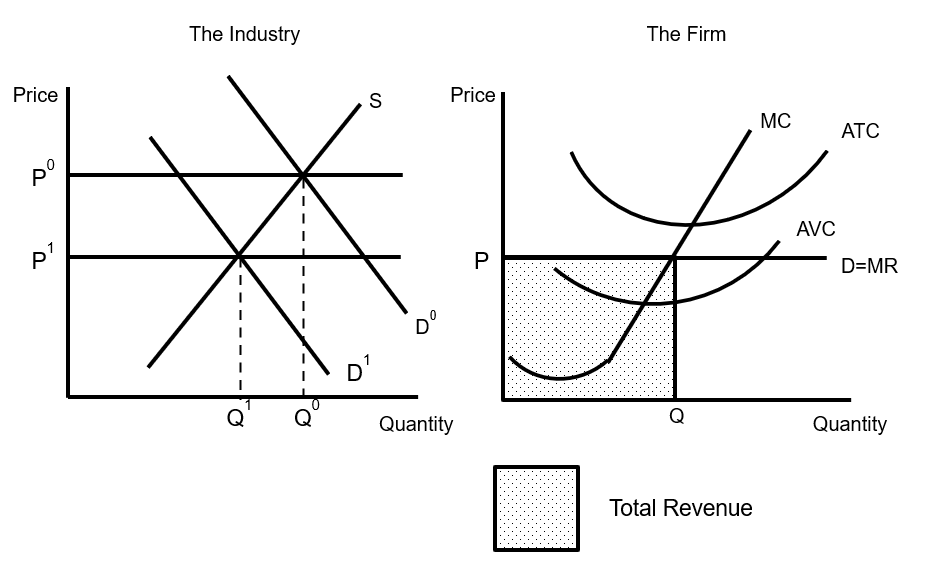 The Industry
Price
S
P⁰
P¹
D⁰
D¹
Q¹
Q⁰
Quantity
The Firm
Price
MC
ATC
AVC
P
D=MR
Q
Quantity
Total Revenue